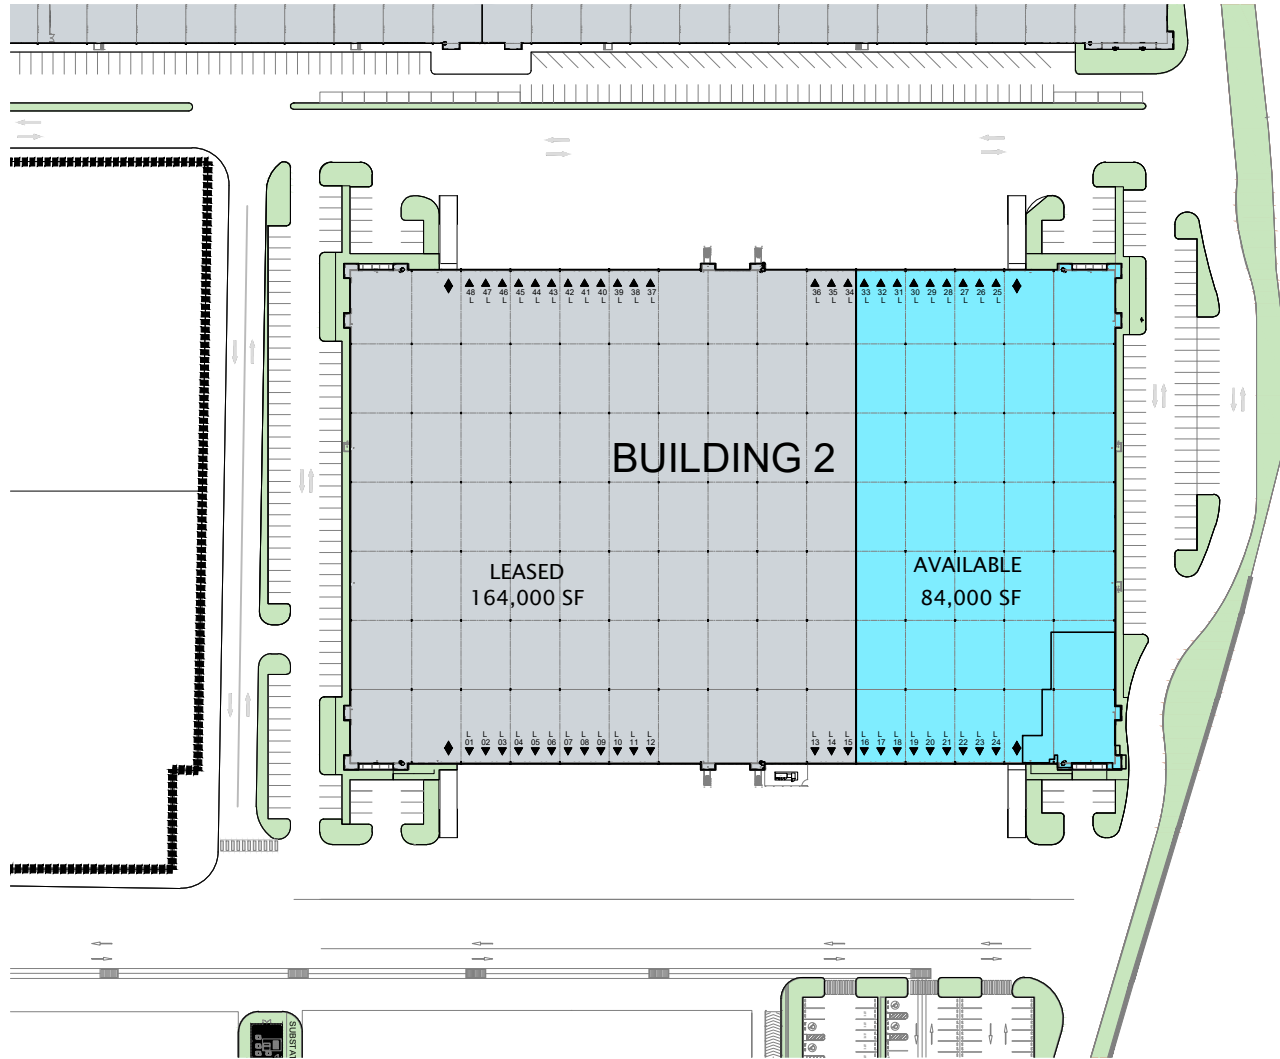 48 47 46 45 44 43 42 41 40 39 38 37 36 35 34 33 32 31 30 29 28 27 26 25
L L L L L L L L L L L L L L L L L L L L L L L L
BUILDING 2
LEASED
164,000 SF
AVAILABLE
84,000 SF
L L L L L L L L L L L L L L L L L L L L L L L L
01 02 03 04 05 06 07 08 09 10 11 12 13 14 15 16 17 18 19 20 21 22 23 24